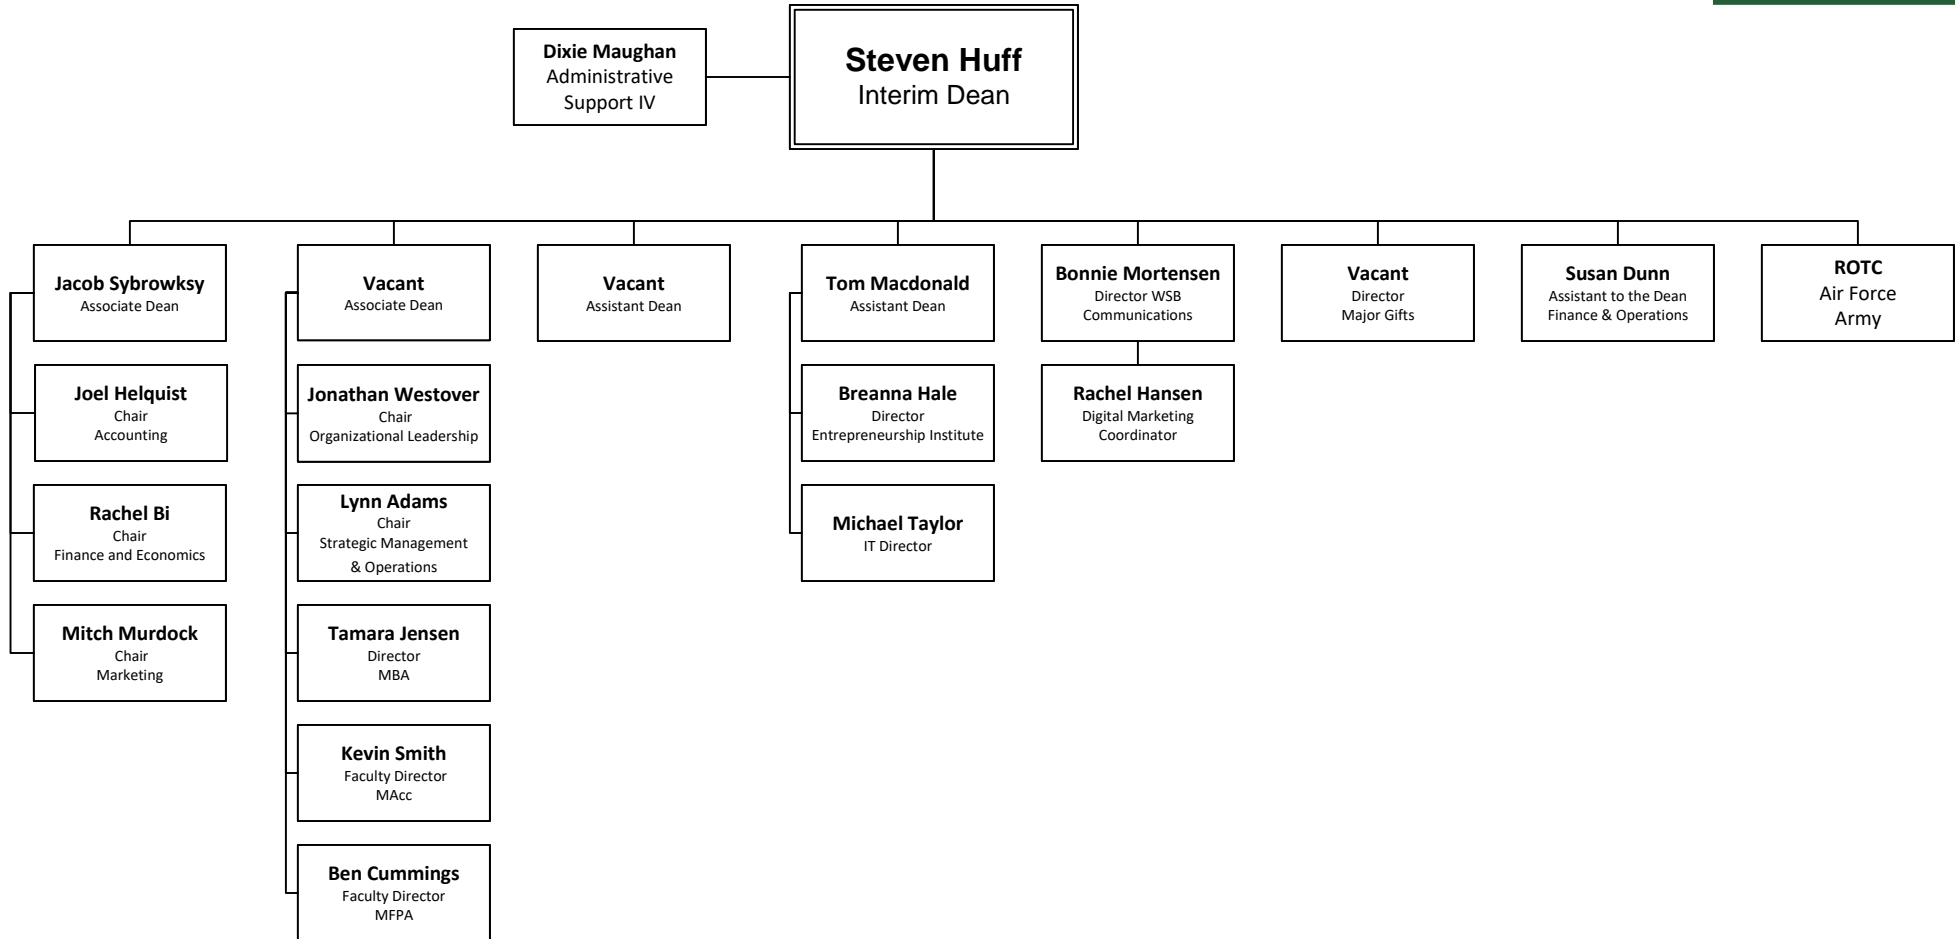 Dixie Maughan
Administrative
Support IV
Steven Huff
Interim Dean
Jacob Sybrowksy
Associate Dean
Joel Helquist
Chair
Accounting
Rachel Bi
Chair
Finance and Economics
Mitch Murdock
Chair
Marketing
Vacant
Associate Dean
Jonathan Westover
Chair
Organizational Leadership
Lynn Adams
Chair
Strategic Management
& Operations
Tamara Jensen
Director
MBA
Kevin Smith
Faculty Director
MAcc
Ben Cummings
Faculty Director
MFPA
Vacant
Assistant Dean
Tom Macdonald
Assistant Dean
Breanna Hale
Director
Entrepreneurship Institute
Michael Taylor
IT Director
Bonnie Mortensen
Director WSB
Communications
Rachel Hansen
Digital Marketing
Coordinator
Vacant
Director
Major Gifts
Susan Dunn
Assistant to the Dean
Finance & Operations
ROTC
Air Force
Army